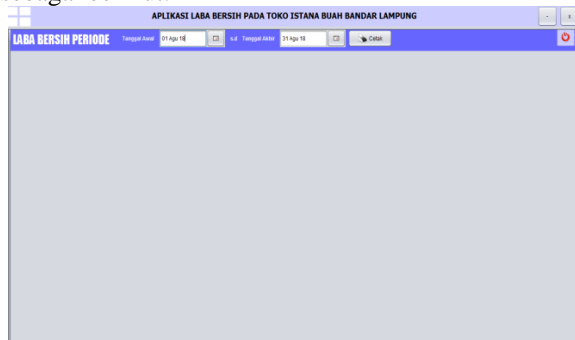 APLIKASI LABA BERSIH PADA TOKO ISTANA BUAH BANDAR LAMPUNG
- x
LABA BERSIH PERIODE Tanggal Awal 01 Agu 18 s.d Tanggal Akhir 31 Agu 18 Cetak